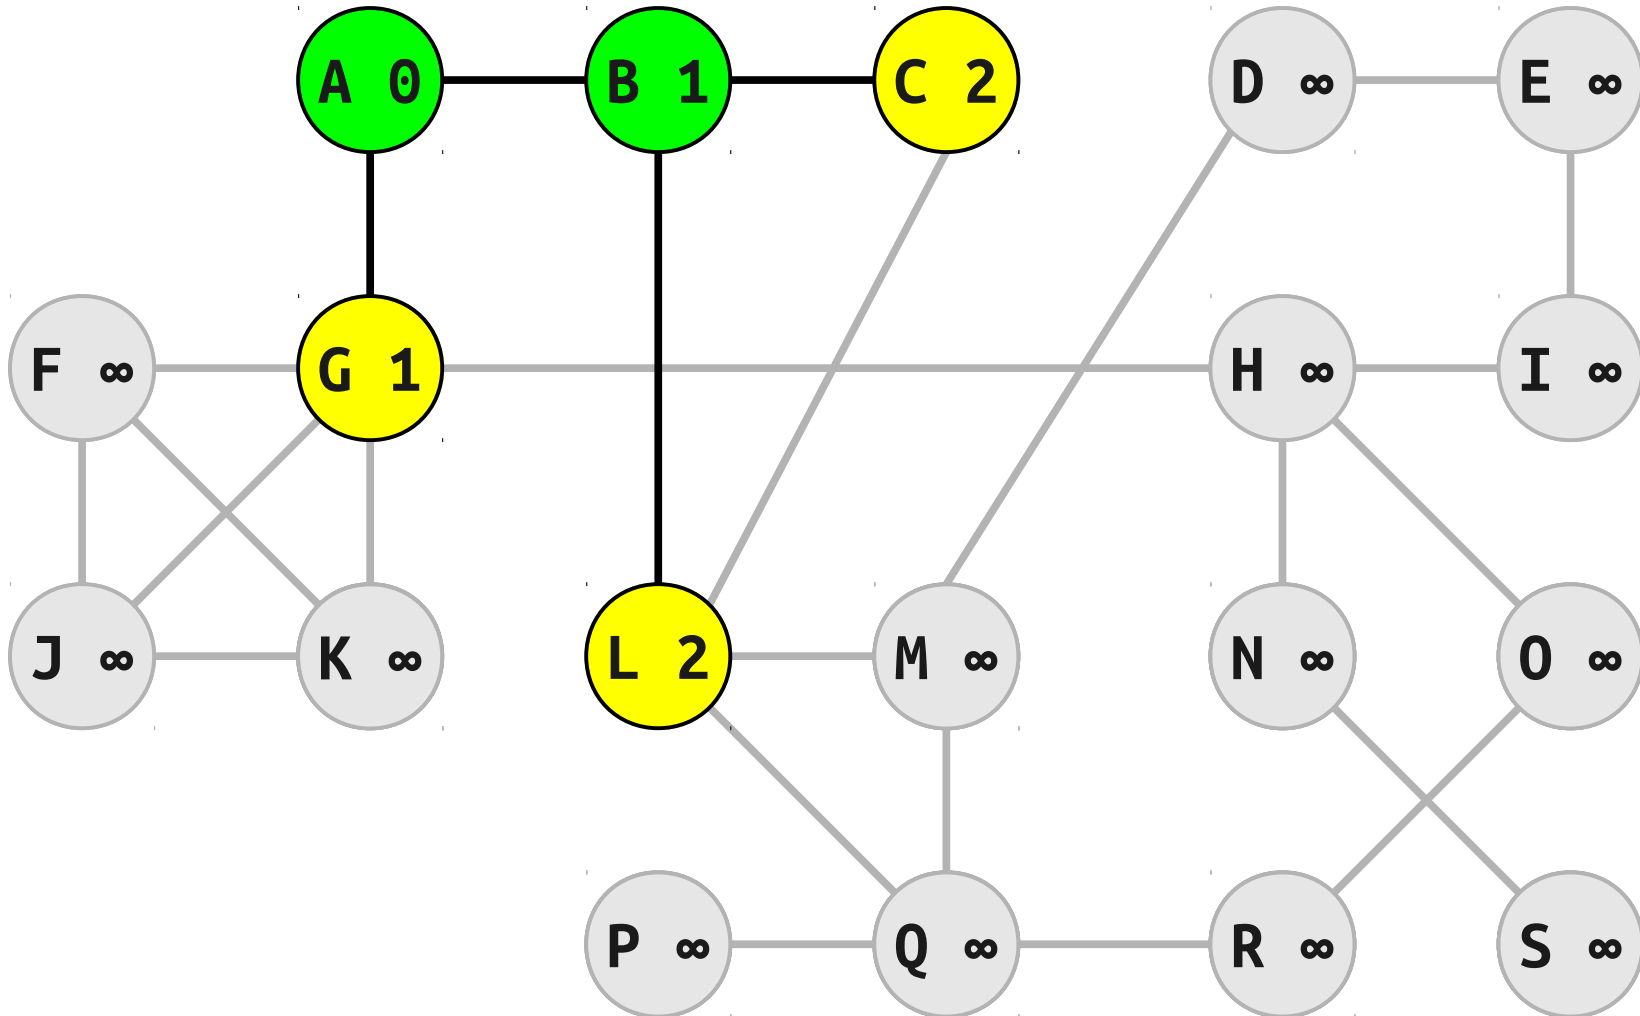 A 0 B 1 C 2 D ∞ E ∞
F ∞ G 1 H ∞ I ∞
J ∞ K ∞ L 2 M ∞ N ∞ O ∞
P ∞ Q ∞ R ∞ S ∞